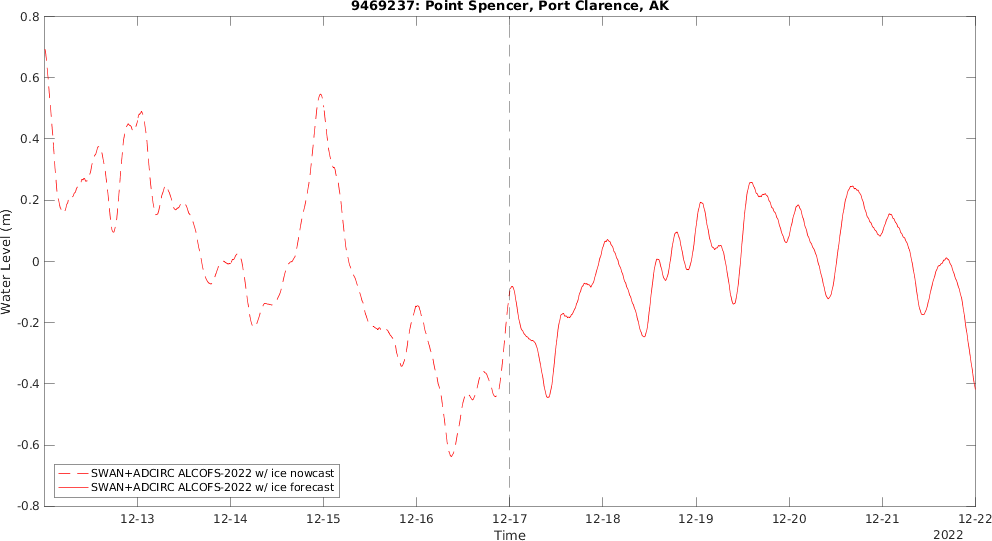 9469237: Point Spencer, Port Clarence, AK
0.8
0.6
0.4
0.2
0
-0.2
-0.4
-0.6
-0.8
Water Level (m)
SWAN+ADCIRC ALCOFS-2022 w/ ice nowcast
SWAN+ADCIRC ALCOFS-2022 w/ ice forecast
12-13 12-14 12-15 12-16 12-17 12-18 12-19 12-20 12-21 12-22
Time
2022